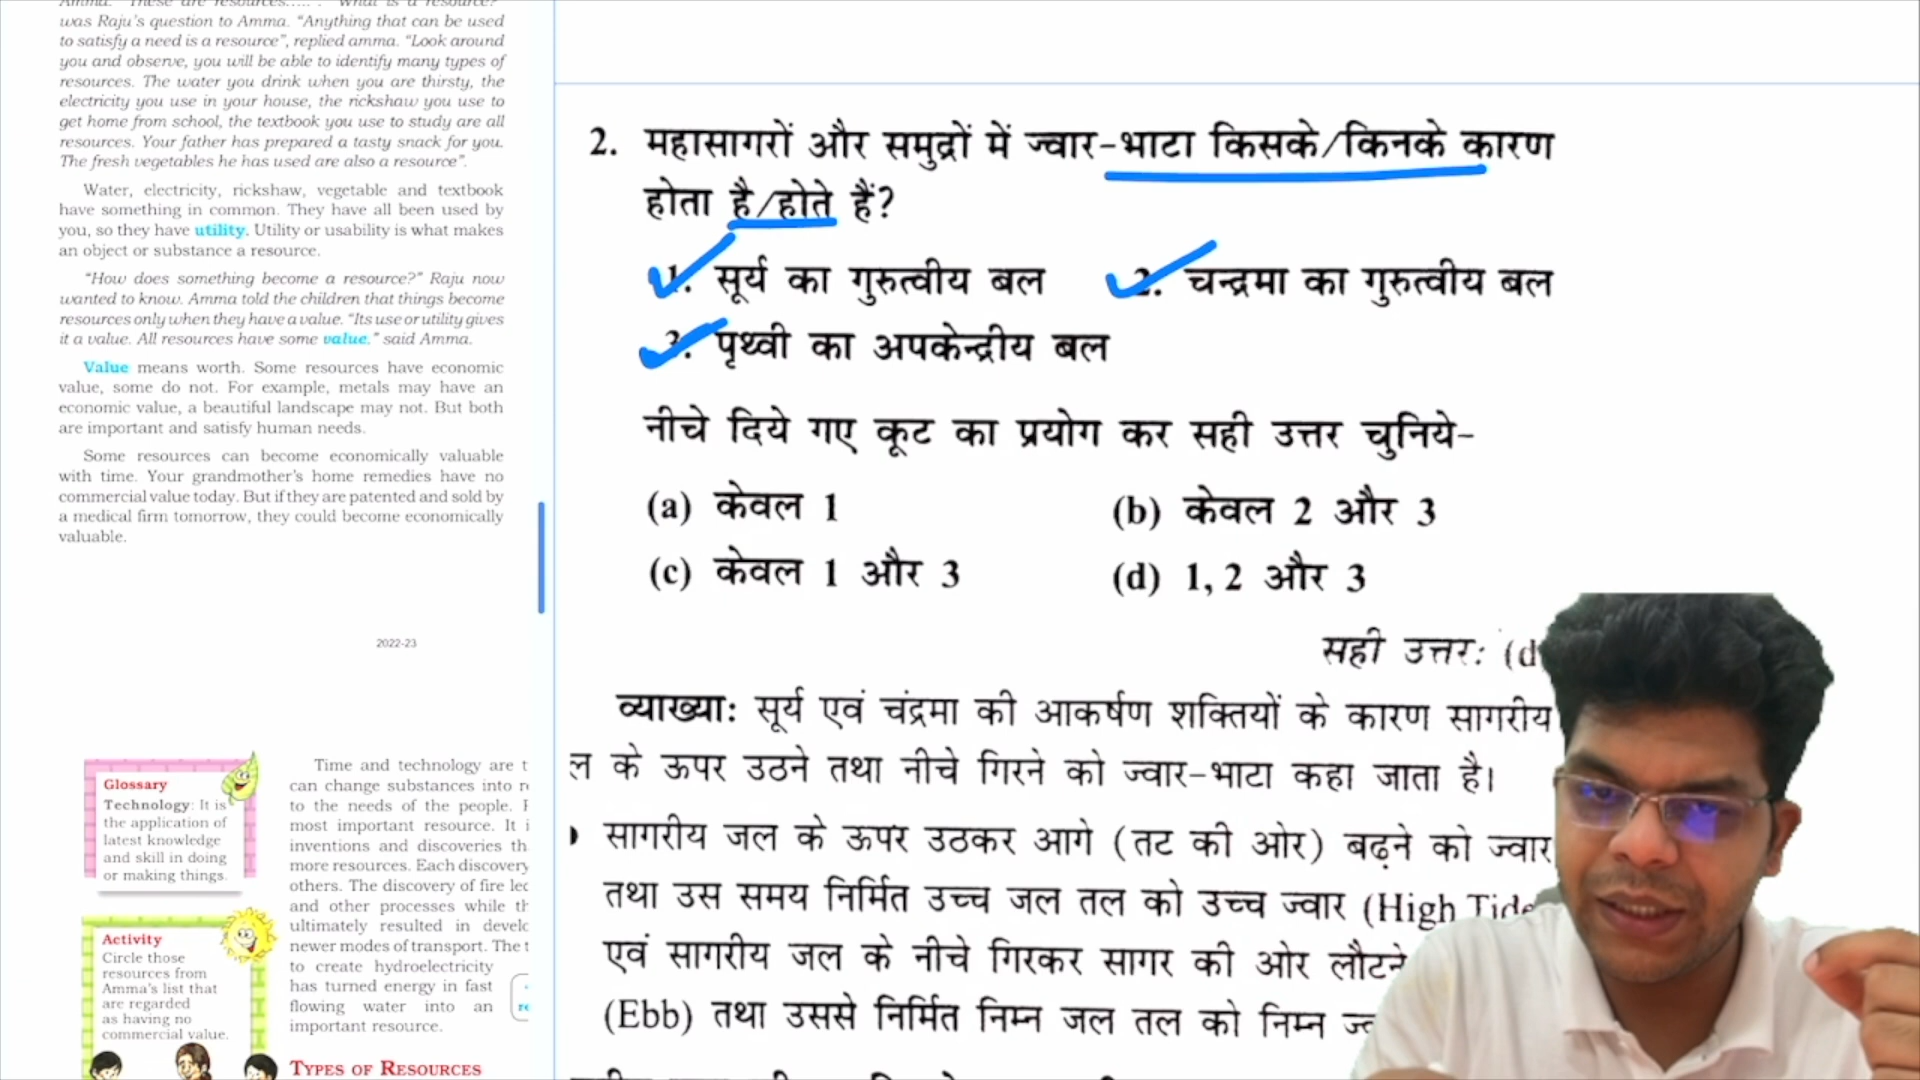 Amma. "These are resources..... . "What is a resource?"
was Raju's question to Amma. "Anything that can be used
to satisfy a need is a resource", replied amma. "Look around
you and observe, you will be able to identify many types of
resources. The water you drink when you are thirsty, the
electricity you use in your house, the rickshaw you use to
get home from school, the textbook you use to study are all
resources. Your father has prepared a tasty snack for you.
The fresh vegetables he has used are also a resource".
Water, electricity, rickshaw, vegetable and textbook
have something in common. They have all been used by
you, so they have utility. Utility or usability is what makes
an object or substance a resource.
"How does something become a resource?" Raju now
wanted to know. Amma told the children that things become
resources only when they have a value. "Its use or utility gives
it a value. All resources have some value." said Amma.
Value means worth. Some resources have economic
value, some do not. For example, metals may have an
economic value, a beautiful landscape may not. But both
are important and satisfy human needs.
Some resources can become economically valuable
with time. Your grandmother's home remedies have no
commercial value today. But if they are patented and sold by
a medical firm tomorrow, they could become economically
valuable.
2022-23
Glossary
Technology: It is
the application of
latest knowledge
and skill in doing
or making things.
Activity
Circle those
resources from
Amma's list that
are regarded
as having no
commercial value.
Time and technology are t
can change substances into r
to the needs of the people.
most important resource. It i
inventions and discoveries th
more resources. Each discovery
others. The discovery of fire led
and other processes while th
ultimately resulted in develo
newer modes of transport. The t
to create hydroelectricity
has turned energy in fast
flowing water into an
important resource.
TYPES OF RESOURCES
2. महासागरों और समुद्रों में ज्वार-भाटा किसके/किनके कारण
होता है/होते हैं?
1. सूर्य का गुरुत्वीय बल 2. चन्द्रमा का गुरुत्वीय बल
3. पृथ्वी का अपकेन्द्रीय बल
नीचे दिये गए कूट का प्रयोग कर सही उत्तर चुनिये-
(a) केवल 1 (b) केवल 2 और 3
(c) केवल 1 और 3 (d) 1, 2 और 3
सही उत्तर: (d
व्याख्या: सूर्य एवं चंद्रमा की आकर्षण शक्तियों के कारण सागरीय
ल के ऊपर उठने तथा नीचे गिरने को ज्वार-भाटा कहा जाता है।
सागरीय जल के ऊपर उठकर आगे (तट की ओर) बढ़ने को ज्वार
तथा उस समय निर्मित उच्च जल तल को उच्च ज्वार (High Tide
एवं सागरीय जल के नीचे गिरकर सागर की ओर लौटने
(Ebb) तथा उससे निर्मित निम्न जल तल को निम्न